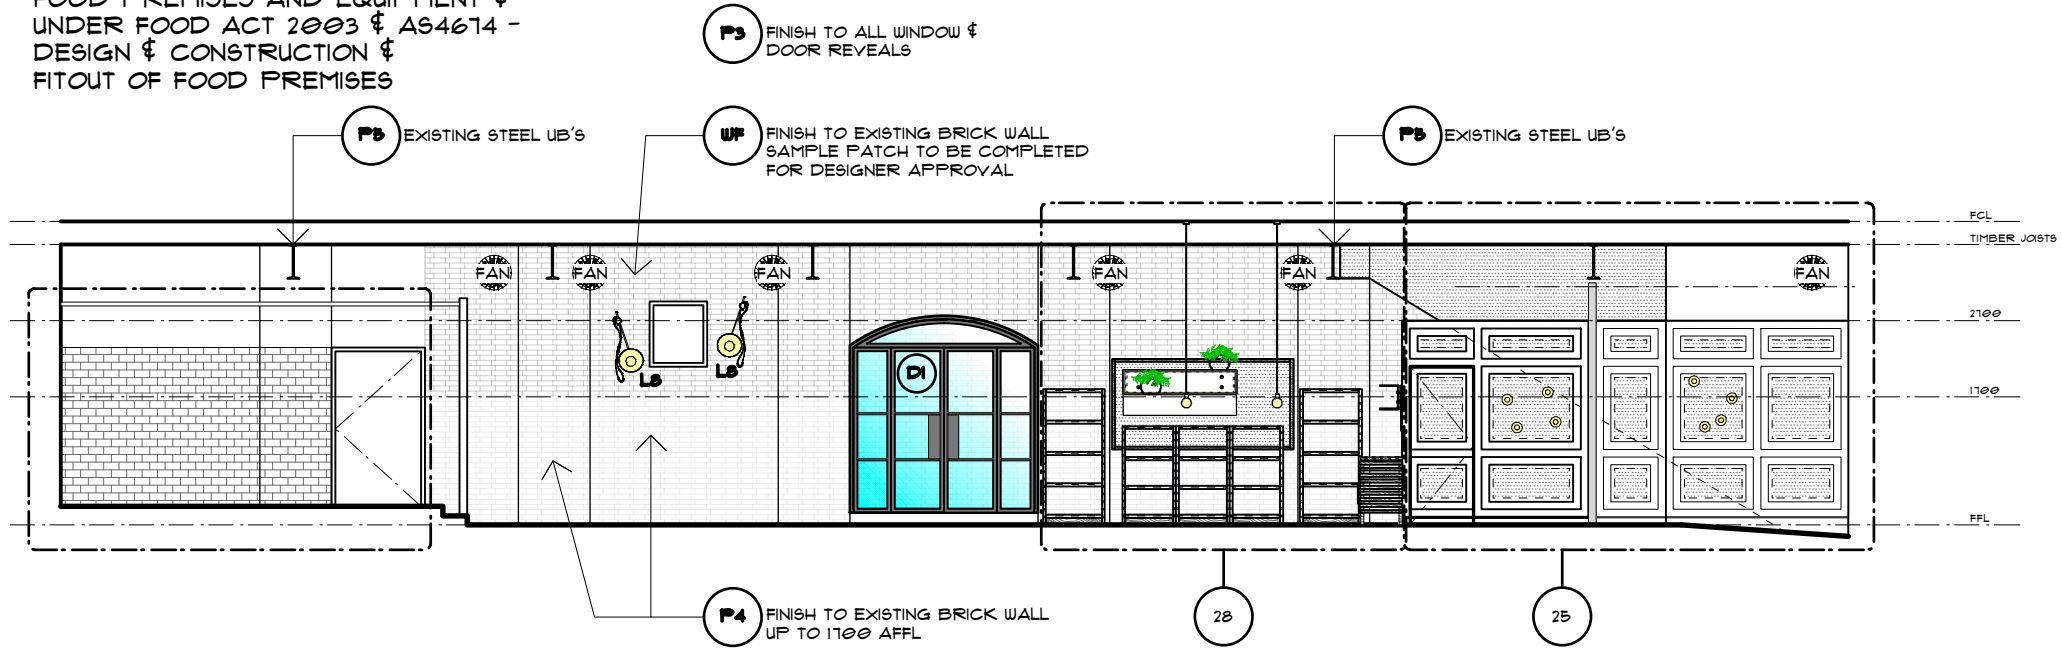 FOOD PREMISES AND EQUIPMENT &
UNDER FOOD ACT 2003 & AS4674 -
DESIGN & CONSTRUCTION &
FITOUT OF FOOD PREMISES
P3 FINISH TO ALL WINDOW &
DOOR REVEALS
P5 EXISTING STEEL UB'S
WF FINISH TO EXISTING BRICK WALL
SAMPLE PATCH TO BE COMPLETED
FOR DESIGNER APPROVAL
P5 EXISTING STEEL UB'S
FCL
TIMBER JOISTS
FAN
FAN
FAN
FAN
FAN
FAN
2700
L8
L8
D1
1700
FFL
P4 FINISH TO EXISTING BRICK WALL
UP TO 1700 AFFL
28
25